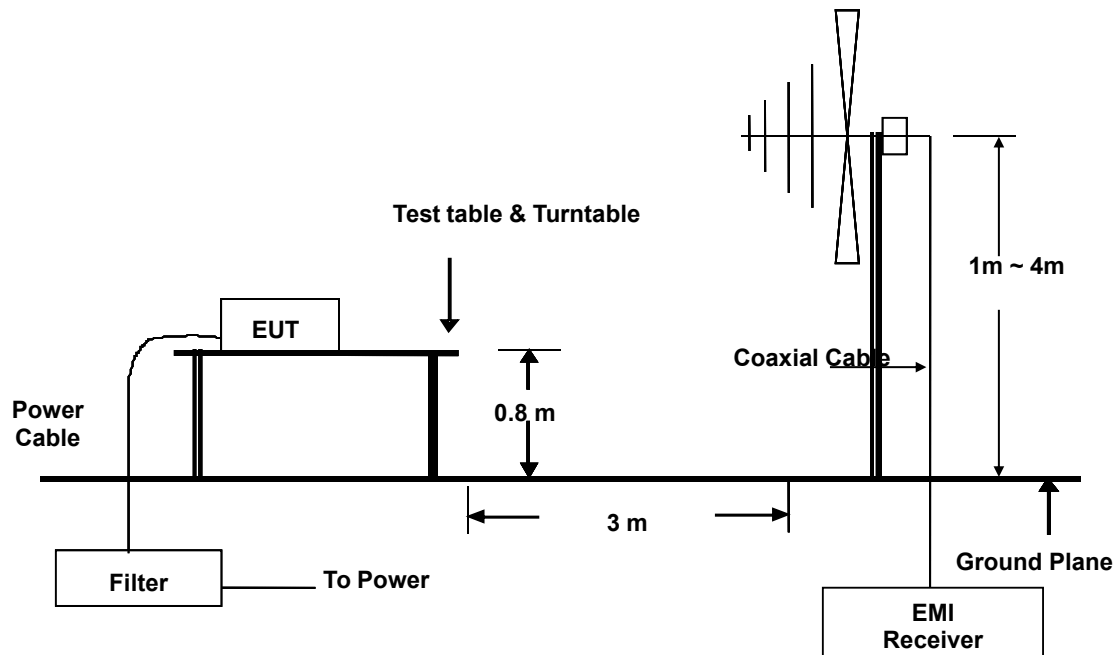 Test table & Turntable
EUT
1m ~ 4m
Coaxial Cable
Power
Cable
0.8 m
3 m
Filter
To Power
Ground Plane
EMI
Receiver